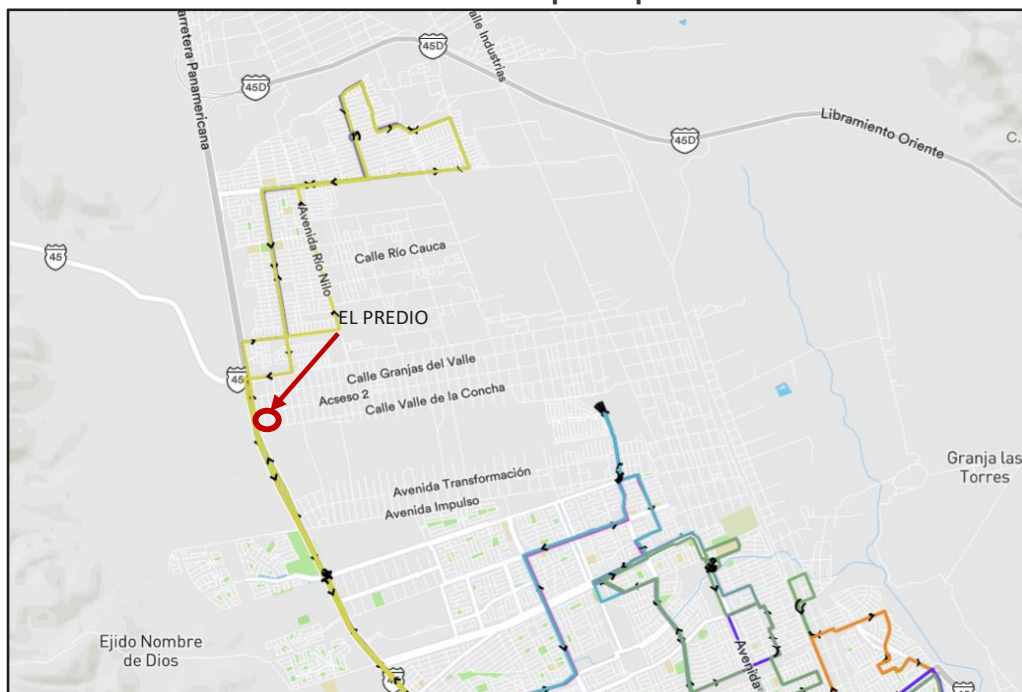 arretera Panamericana
alle Industrias
45D
45D
45D
Libramiento Oriente
C.
45
Avenida Río Nilo
Calle Río Cauca
EL PREDIO
45
Calle Granjas del Valle
Acseso 2
Calle Valle de la Concha
Granja las
Torres
Avenida Transformación
Avenida Impulso
Ejido Nombre
de Dios
Avenida